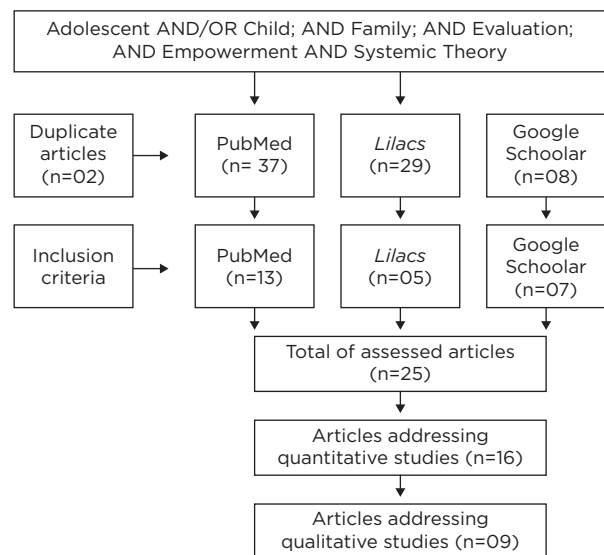 Adolescent AND/OR Child; AND Family; AND Evaluation;
AND Empowerment AND Systemic Theory
Duplicate
articles
(n=02)
PubMed
(n= 37)
Lilacs
(n=29)
Google
Schoolar
(n=08)
Inclusion
criteria
PubMed
(n=13)
Lilacs
(n=05)
Google
Schoolar
(n=07)
Total of assessed articles
(n=25)
Articles addressing
quantitative studies (n=16)
Articles addressing
qualitative studies (n=09)